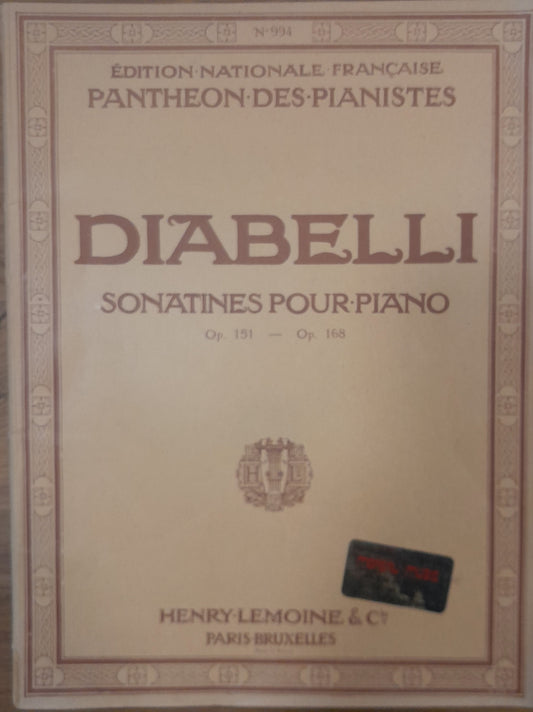 Nº 994
ÉDITION·NATIONALE·FRANÇAISE
PANTHEON·DES·PIANISTES
DIABELLI
SONATINES POUR·PIANO
Op. 151 — Op. 168
H L
HENRY·LEMOINE & Cⁱᵉ
PARIS·BRUXELLES